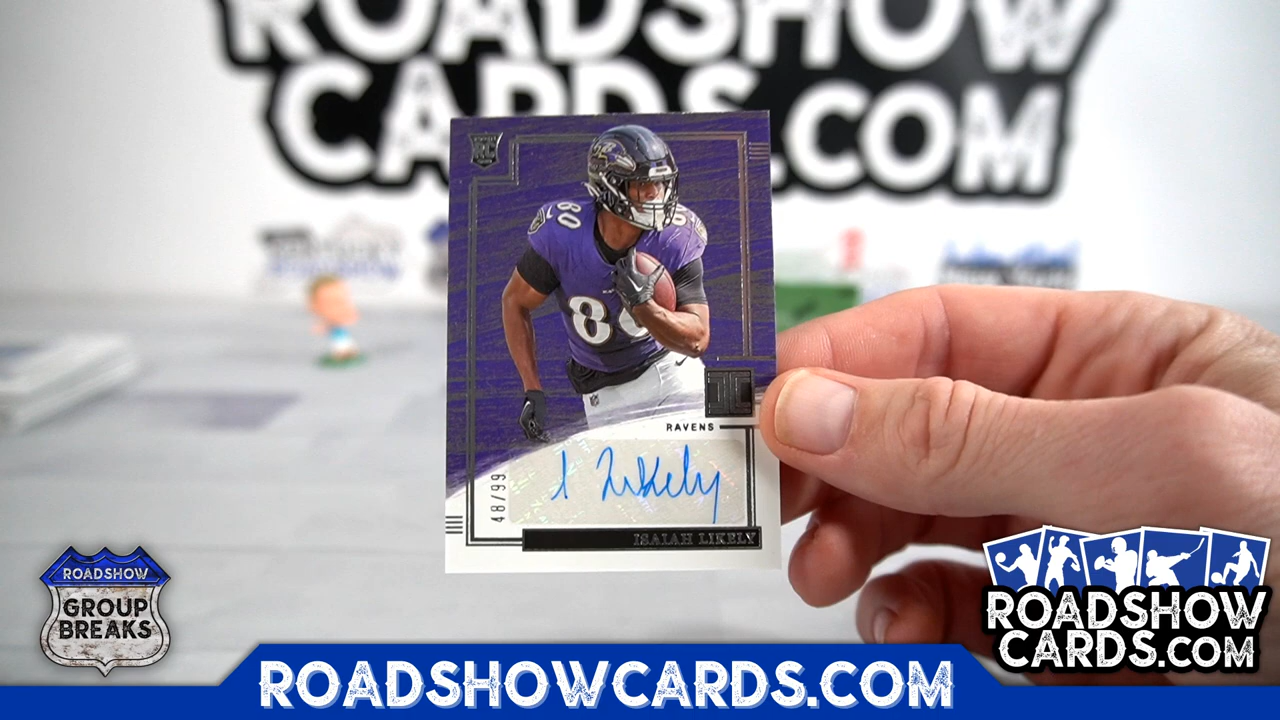 ROADSHOW
CARDS.COM
RC
80
80
RAVENS
I Likely
48/99
ISAIAH LIKELY
ROADSHOW
GROUP
BREAKS
ROADSHOW
CARDS.COM
ROADSHOWCARDS.COM